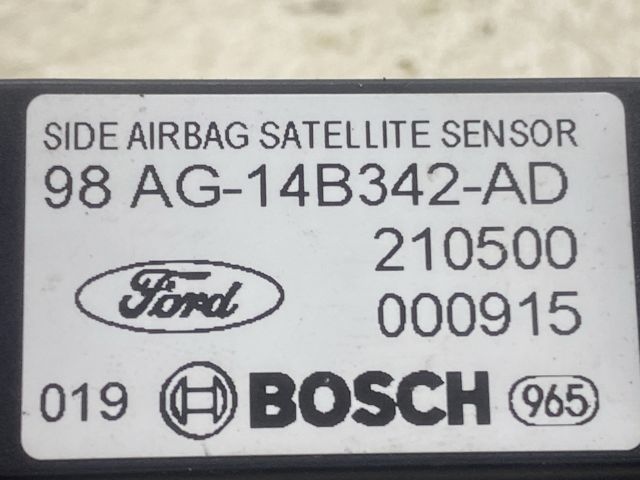 SIDE AIRBAG SATELLITE SENSOR
98 AG-14B342-AD
210500
Ford
000915
019 BOSCH 965